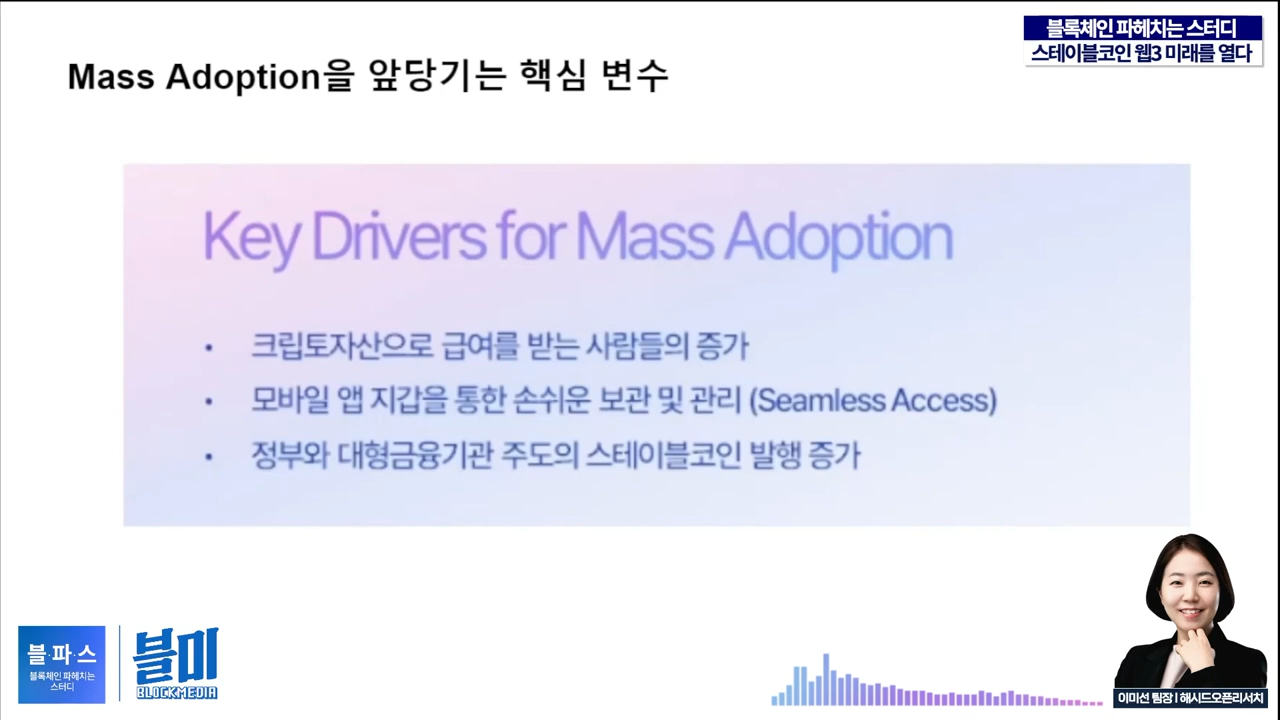 블록체인 파헤치는 스터디
스테이블코인 웹3 미래를 열다
Mass Adoption을 앞당기는 핵심 변수
Key Drivers for Mass Adoption
• 크립토자산으로 급여를 받는 사람들의 증가
• 모바일 앱 지갑을 통한 손쉬운 보관 및 관리 (Seamless Access)
• 정부와 대형금융기관 주도의 스테이블코인 발행 증가
블·파·스
블록체인 파헤치는
스터디
블미
BLOCKMEDIA
이미선 팀장 | 해시드오픈리서치